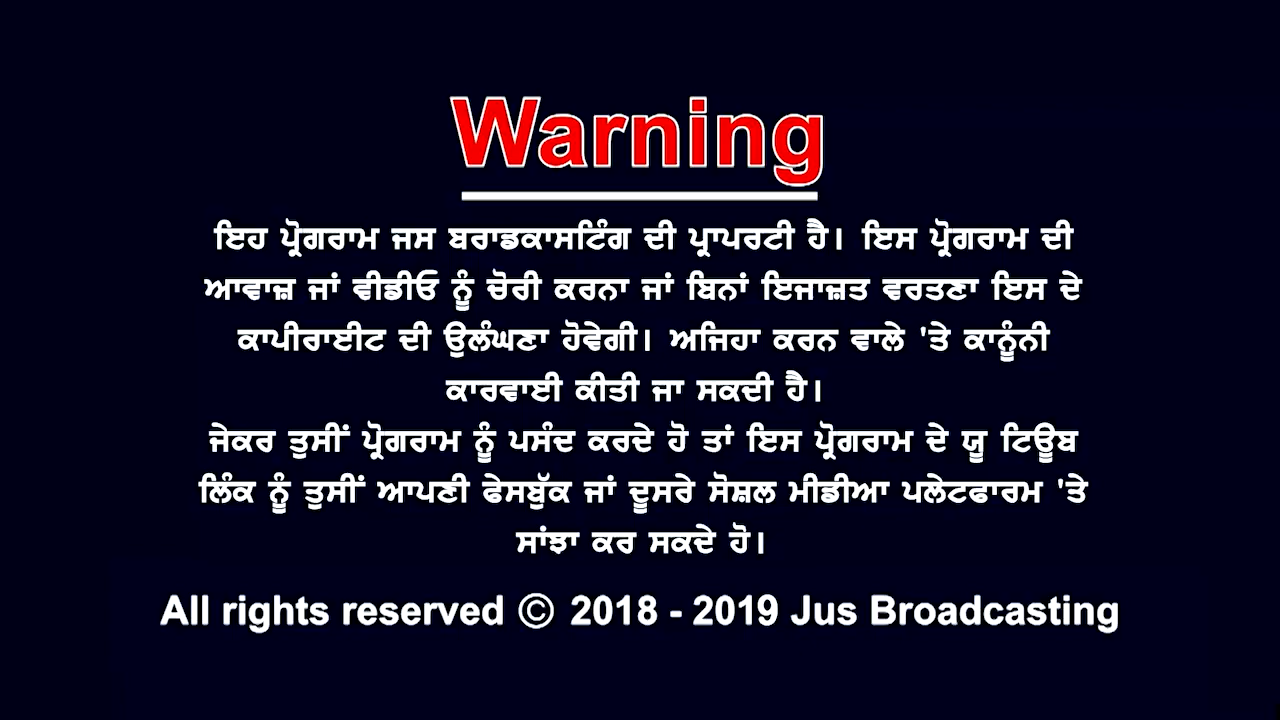 Warning
ਇਹ ਪ੍ਰੋਗਰਾਮ ਜਸ ਬਰਾਡਕਾਸਟਿੰਗ ਦੀ ਪ੍ਰਾਪਰਟੀ ਹੈ। ਇਸ ਪ੍ਰੋਗਰਾਮ ਦੀ
ਆਵਾਜ਼ ਜਾਂ ਵੀਡੀਓ ਨੂੰ ਚੋਰੀ ਕਰਨਾ ਜਾਂ ਬਿਨਾਂ ਇਜਾਜ਼ਤ ਵਰਤਣਾ ਇਸ ਦੇ
ਕਾਪੀਰਾਈਟ ਦੀ ਉਲੰਘਣਾ ਹੋਵੇਗੀ। ਅਜਿਹਾ ਕਰਨ ਵਾਲੇ 'ਤੇ ਕਾਨੂੰਨੀ
ਕਾਰਵਾਈ ਕੀਤੀ ਜਾ ਸਕਦੀ ਹੈ।
ਜੇਕਰ ਤੁਸੀਂ ਪ੍ਰੋਗਰਾਮ ਨੂੰ ਪਸੰਦ ਕਰਦੇ ਹੋ ਤਾਂ ਇਸ ਪ੍ਰੋਗਰਾਮ ਦੇ ਯੂ ਟਿਊਬ
ਲਿੰਕ ਨੂੰ ਤੁਸੀਂ ਆਪਣੀ ਫੇਸਬੁੱਕ ਜਾਂ ਦੂਸਰੇ ਸੋਸ਼ਲ ਮੀਡੀਆ ਪਲੇਟਫਾਰਮ 'ਤੇ
ਸਾਂਝਾ ਕਰ ਸਕਦੇ ਹੋ।
All rights reserved © 2018 - 2019 Jus Broadcasting